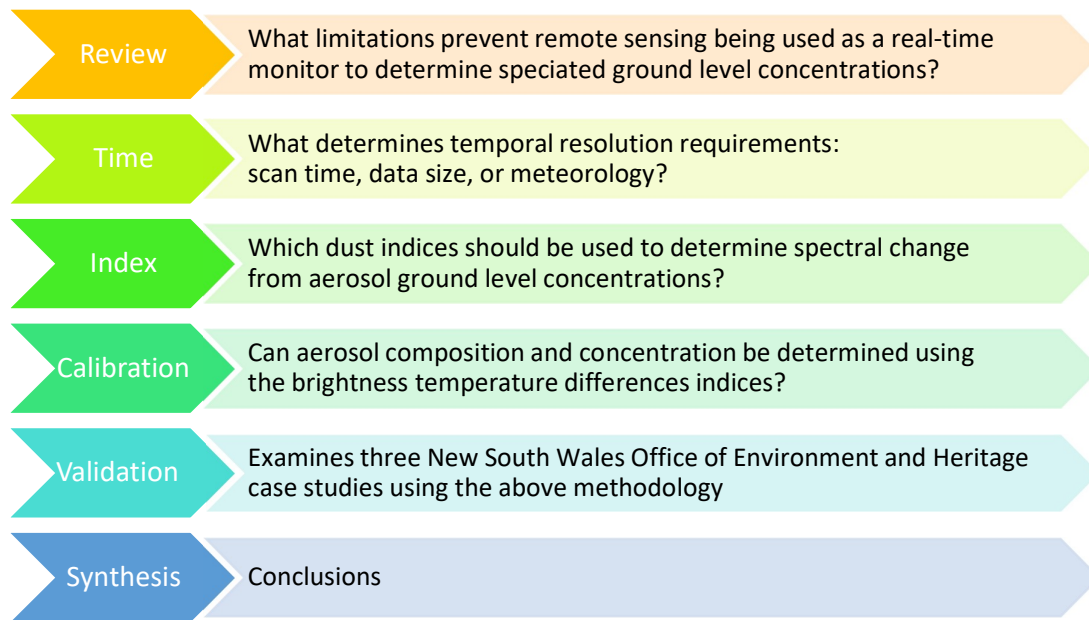 Review
What limitations prevent remote sensing being used as a real-time
monitor to determine speciated ground level concentrations?
Time
What determines temporal resolution requirements:
scan time, data size, or meteorology?
Index
Which dust indices should be used to determine spectral change
from aerosol ground level concentrations?
Calibration
Can aerosol composition and concentration be determined using
the brightness temperature differences indices?
Validation
Examines three New South Wales Office of Environment and Heritage
case studies using the above methodology
Synthesis
Conclusions